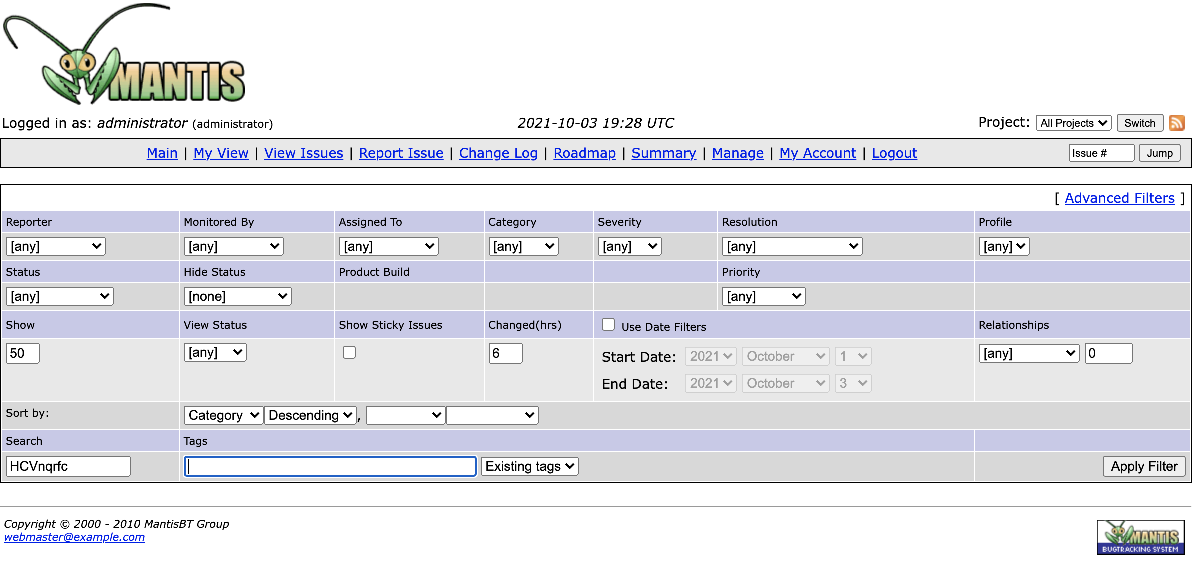 MANTIS
Logged in as: administrator (administrator) 2021-10-03 19:28 UTC Project: All Projects Switch
Main | My View | View Issues | Report Issue | Change Log | Roadmap | Summary | Manage | My Account | Logout Issue # Jump
[ Advanced Filters ]
Reporter Monitored By Assigned To Category Severity Resolution Profile
[any] [any] [any] [any] [any] [any] [any]
Status Hide Status Product Build Priority
[any] [none] [any]
Show View Status Show Sticky Issues Changed(hrs) Use Date Filters Relationships
50 [any] 6 Start Date: 2021 October 1 [any] 0
End Date: 2021 October 3
Sort by: Category Descending ,
Search Tags
HCVnqrfc Existing tags Apply Filter
Copyright © 2000 - 2010 MantisBT Group
webmaster@example.com
MANTIS
BUGTRACKING SYSTEM